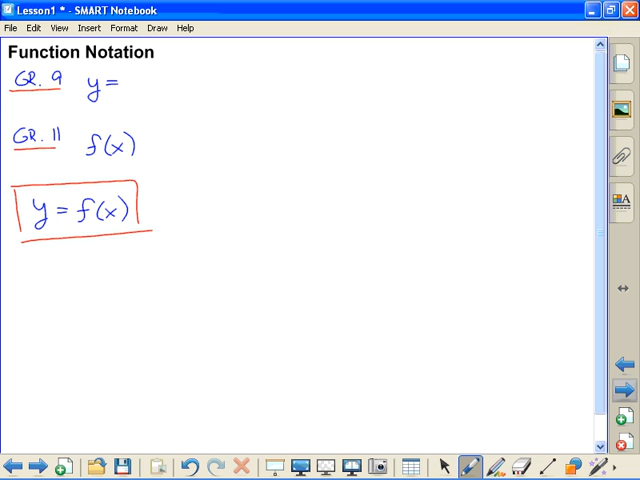 Lesson1 * - SMART Notebook
File Edit View Insert Format Draw Help
Function Notation
GR. 9 y =
GR. 11 f(x)
y = f(x)